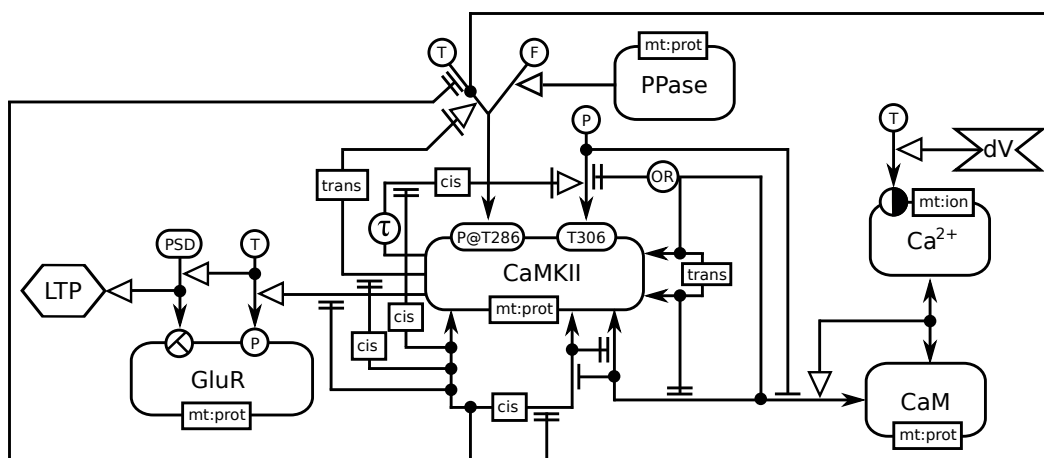 T
F
mt:prot
PPase
P
T
dV
trans
cis
OR
mt:ion
Ca2+
τ
P@T286
T306
PSD
T
CaMKII
trans
LTP
mt:prot
cis
cis
P
GluR
mt:prot
cis
CaM
mt:prot